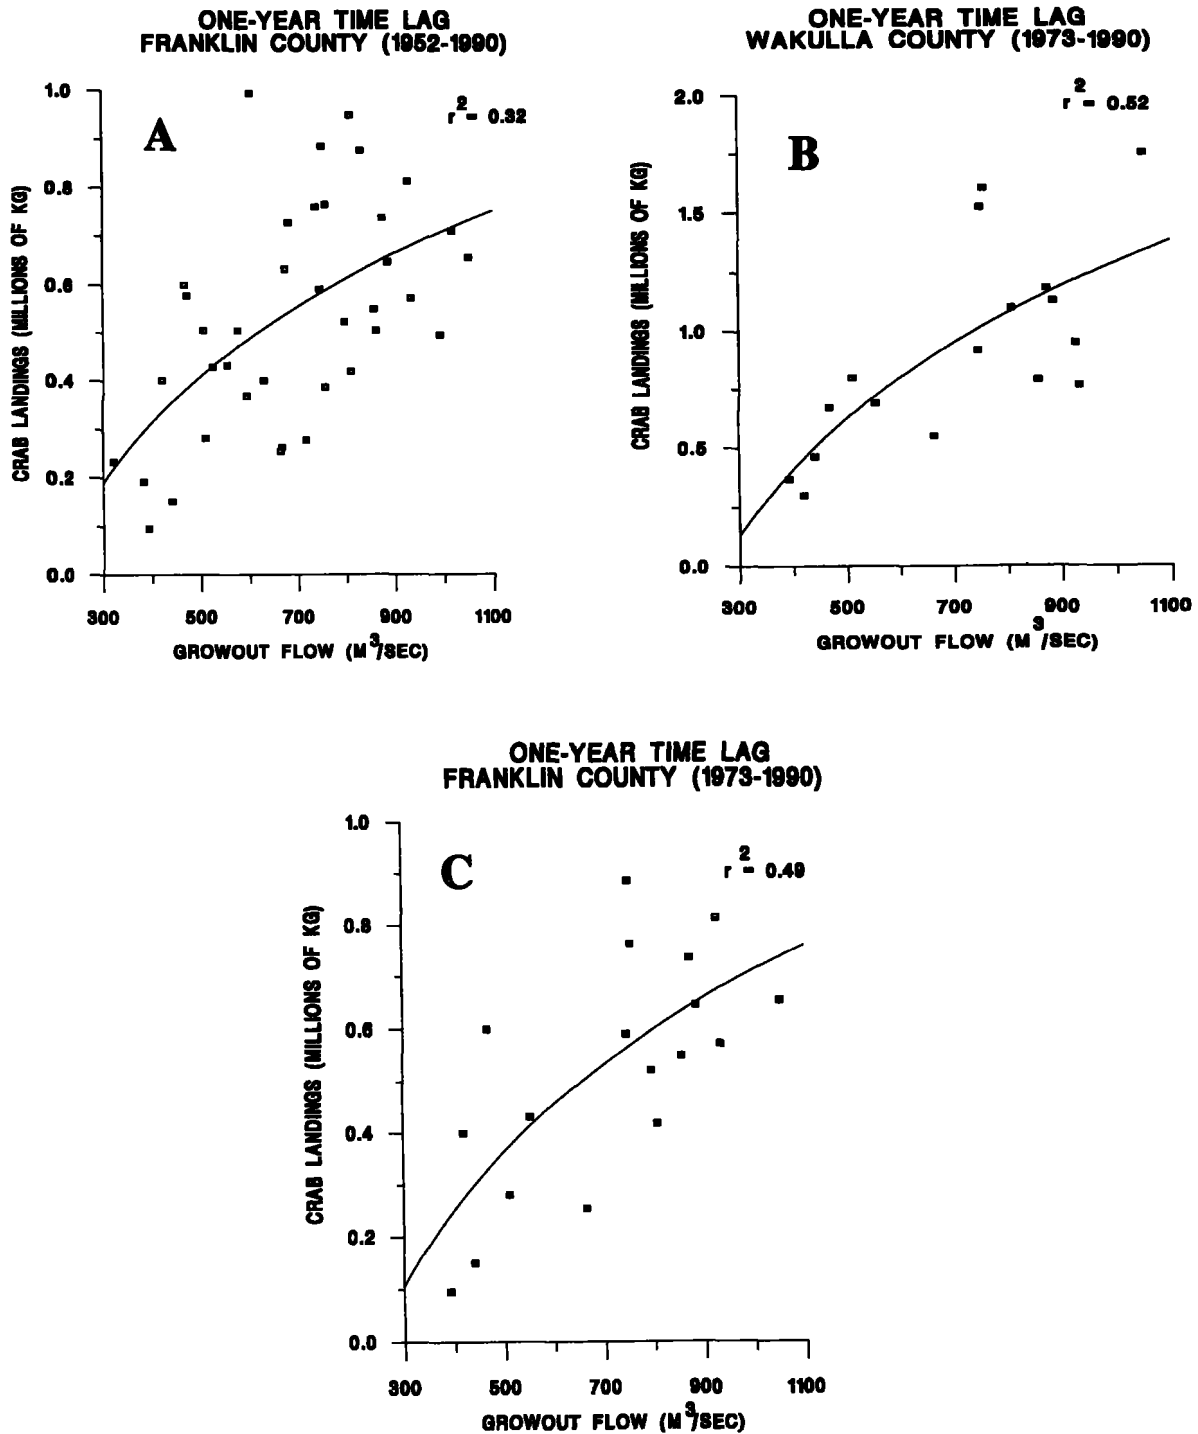 ONE-YEAR TIME LAG
FRANKLIN COUNTY (1952-1990)
A
r2= 0.32
1.0
0.8
0.6
0.4
0.2
0.0
CRAB LANDINGS (MILLIONS OF KG)
300 500 700 900 1100
GROWOUT FLOW (M3/SEC)
ONE-YEAR TIME LAG
WAKULLA COUNTY (1973-1990)
B
r2= 0.52
2.0
1.5
1.0
0.5
0.0
CRAB LANDINGS (MILLIONS OF KG)
300 500 700 900 1100
GROWOUT FLOW (M3/SEC)
ONE-YEAR TIME LAG
FRANKLIN COUNTY (1973-1990)
C
r2= 0.49
1.0
0.8
0.6
0.4
0.2
0.0
CRAB LANDINGS (MILLIONS OF KG)
300 500 700 900 1100
GROWOUT FLOW (M3/SEC)